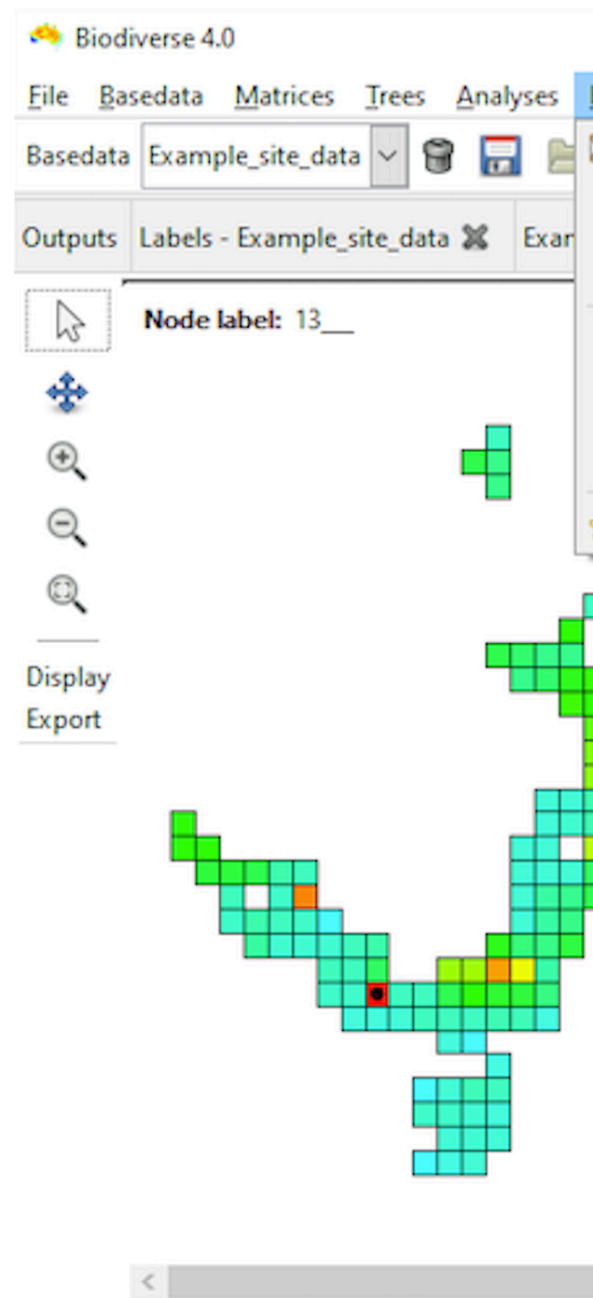 Biodiverse 4.0
File Basedata Matrices Trees Analyses
Basedata Example_site_data
Outputs Labels - Example_site_data
Node label: 13___
Display
Export